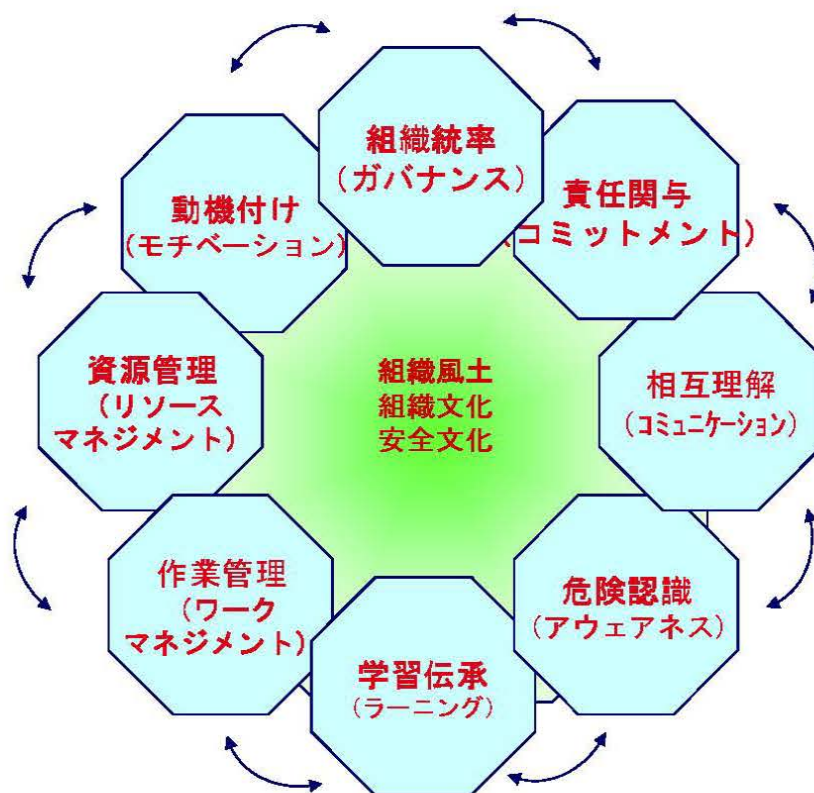 組織統率
(ガバナンス)
責任関与
(コミットメント)
相互理解
(コミュニケーション)
危険認識
(アウェアネス)
学習伝承
(ラーニング)
作業管理
(ワーク
マネジメント)
資源管理
(リソース
マネジメント)
動機付け
(モチベーション)
組織風土
組織文化
安全文化